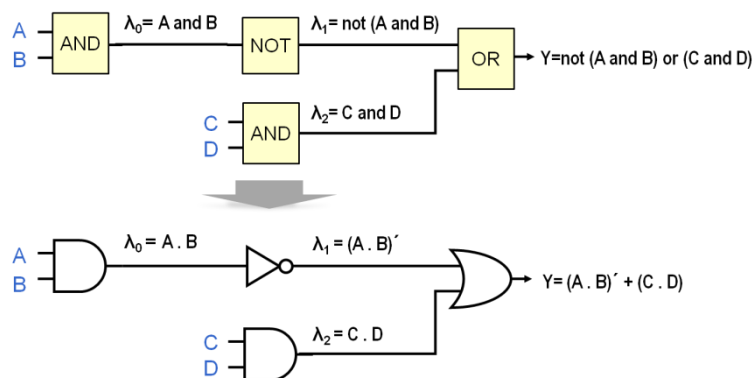 A
B
AND
λ₀= A and B
NOT
λ₁= not (A and B)
OR
Y=not (A and B) or (C and D)
C
D
AND
λ₂= C and D
A
B
λ₀ = A . B
λ₁ = (A . B)´
Y= (A . B)´ + (C . D)
C
D
λ₂ = C . D